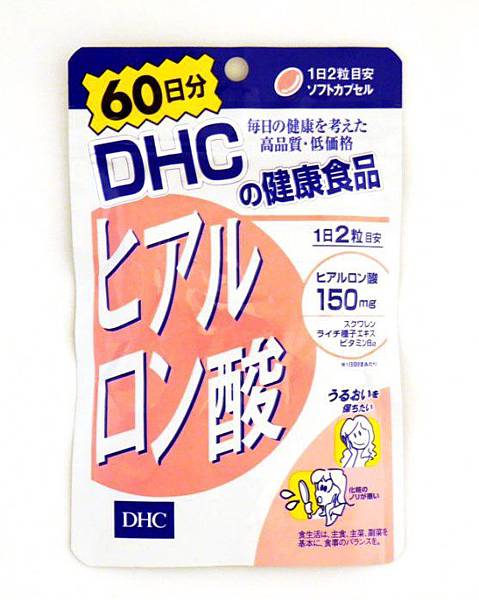 60日分
1日2粒目安
ソフトカプセル
毎日の健康を考えた
高品質・低価格
DHC
の健康食品
ヒアル
ロン酸
1日2粒目安
ヒアルロン酸
150mg
スクワレン
ライチ種子エキス
ビタミンB₂
うるおいを
保ちたい
化粧の
ノリが悪い
DHC
食生活は、主食、主菜、副菜を
基本に、食事のバランスを。